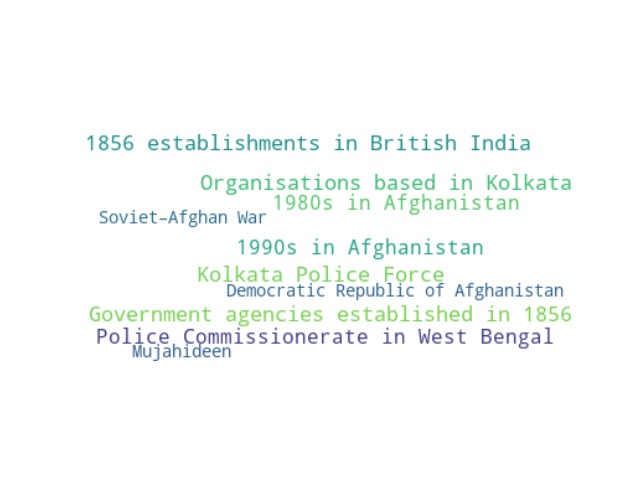 1856 establishments in British India
Organisations based in Kolkata
1980s in Afghanistan
Soviet–Afghan War
1990s in Afghanistan
Kolkata Police Force
Democratic Republic of Afghanistan
Government agencies established in 1856
Police Commissionerate in West Bengal
Mujahideen